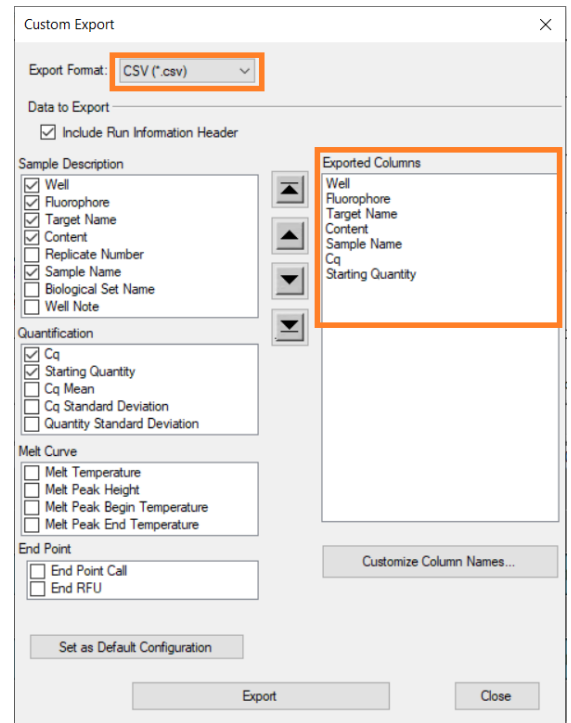 Custom Export
Export Format: CSV (*.csv)
Data to Export
Include Run Information Header
Sample Description
Well
Fluorophore
Target Name
Content
Replicate Number
Sample Name
Biological Set Name
Well Note
Quantification
Cq
Starting Quantity
Cq Mean
Cq Standard Deviation
Quantity Standard Deviation
Melt Curve
Melt Temperature
Melt Peak Height
Melt Peak Begin Temperature
Melt Peak End Temperature
End Point
End Point Call
End RFU
Exported Columns
Well
Fluorophore
Target Name
Content
Sample Name
Cq
Starting Quantity
Customize Column Names...
Set as Default Configuration
Export
Close